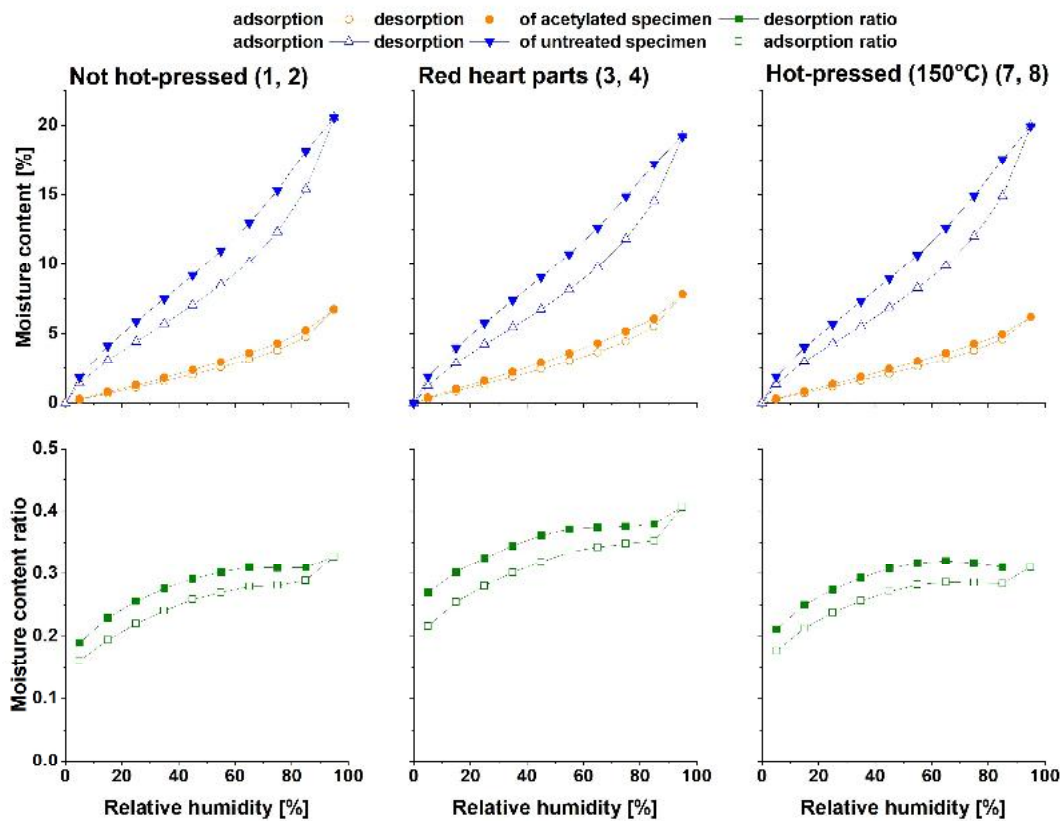 adsorption desorption of acetylated specimen desorption ratio
adsorption desorption of untreated specimen adsorption ratio
Not hot-pressed (1, 2) Red heart parts (3, 4) Hot-pressed (150°C) (7, 8)
Moisture content [%]
20
15
10
5
0
0 20 40 60 80 100
0 20 40 60 80 100
0 20 40 60 80 100
Moisture content ratio
0.5
0.4
0.3
0.2
0.1
0.0
Relative humidity [%] Relative humidity [%] Relative humidity [%]